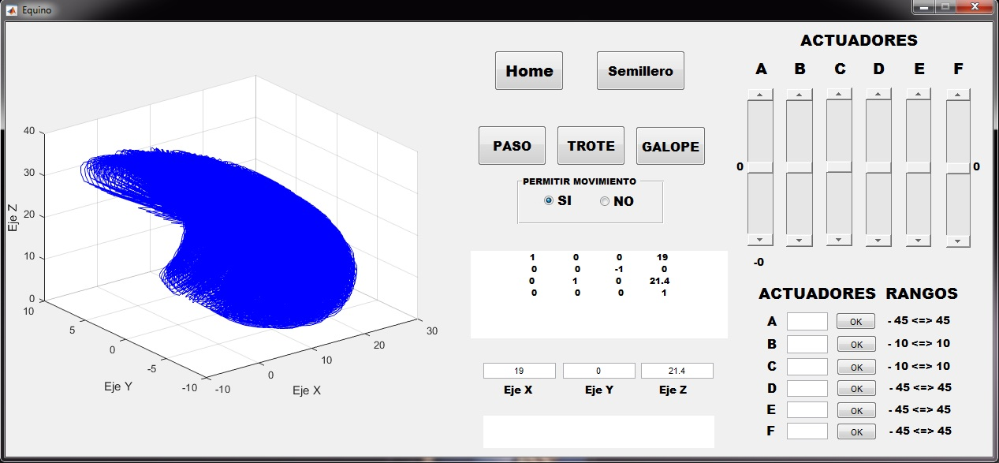 Equino
40
30
20
10
0
Eje Z
10
5
0
-5
-10
Eje Y
-10
0
10
20
30
Eje X
Home
Semillero
PASO
TROTE
GALOPE
PERMITIR MOVIMIENTO
SI
NO
1 0 0 19
0 0 -1 0
0 1 0 21.4
0 0 0 1
19
0
21.4
Eje X
Eje Y
Eje Z
ACTUADORES
A B C D E F
0
0
-0
ACTUADORES RANGOS
A OK - 45 <=> 45
B OK - 10 <=> 10
C OK - 10 <=> 10
D OK - 45 <=> 45
E OK - 45 <=> 45
F OK - 45 <=> 45